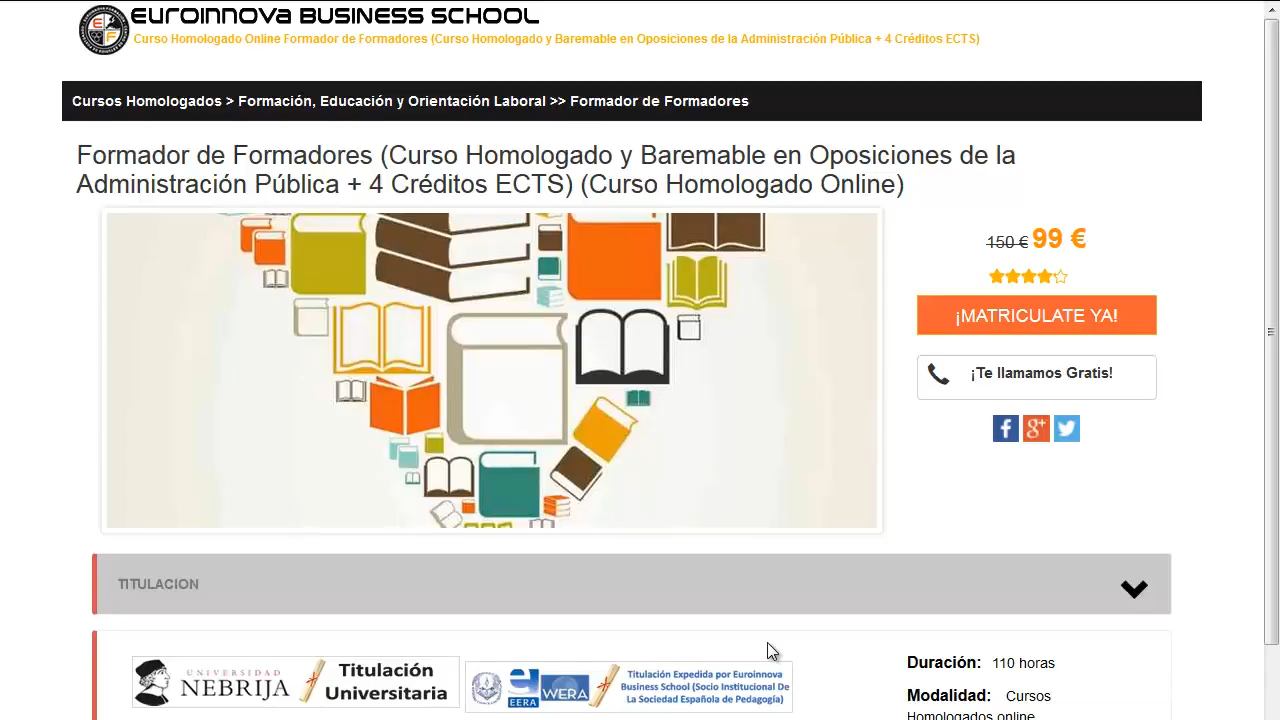 EUROINNOVA BUSINESS SCHOOL
Curso Homologado Online Formador de Formadores (Curso Homologado y Baremable en Oposiciones de la Administración Pública + 4 Créditos ECTS)
Cursos Homologados > Formación, Educación y Orientación Laboral >> Formador de Formadores
Formador de Formadores (Curso Homologado y Baremable en Oposiciones de la
Administración Pública + 4 Créditos ECTS) (Curso Homologado Online)
150 € 99 €
¡MATRICULATE YA!
¡Te llamamos Gratis!
TITULACION
UNIVERSIDAD
NEBRIJA
Titulación
Universitaria
EERA
WERA
Titulación Expedida por Euroinnova
Business School (Socio Institucional De
La Sociedad Española de Pedagogía)
Duración: 110 horas
Modalidad: Cursos
Homologados online